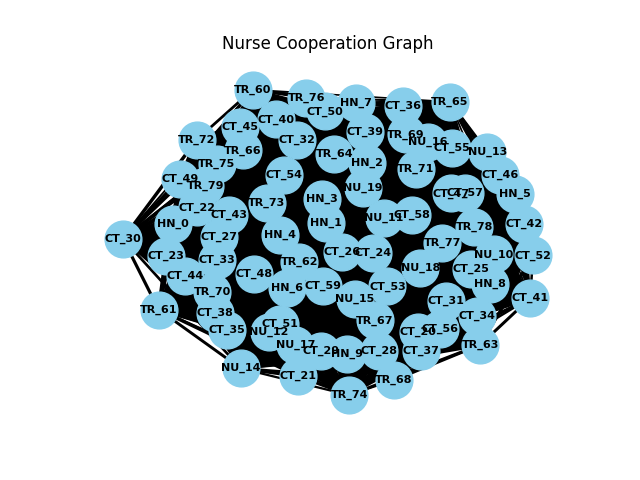 Nurse Cooperation Graph
TR_60
TR_76
HN_7
TR_65
CT_50
CT_36
CT_40
CT_45
CT_39
TR_69
TR_72
CT_32
NU_16
CT_55
TR_66
NU_13
TR_64
TR_75
HN_2
TR_71
CT_54
CT_46
CT_49
TR_79
NU_19
CT_57
HN_5
HN_3
TR_73
CT_22
CT_43
CT_58
HN_0
HN_1
CT_42
TR_78
HN_4
CT_27
CT_30
TR_77
CT_26
CT_24
NU_10
CT_23
CT_52
CT_33
TR_62
NU_18
CT_25
CT_48
CT_44
HN_8
CT_59
CT_53
HN_6
TR_70
CT_41
NU_15
CT_31
TR_61
CT_38
CT_34
TR_67
CT_51
CT_35
NU_12
CT_56
NU_17
TR_63
CT_28
CT_37
HN_9
NU_14
CT_21
TR_68
TR_74